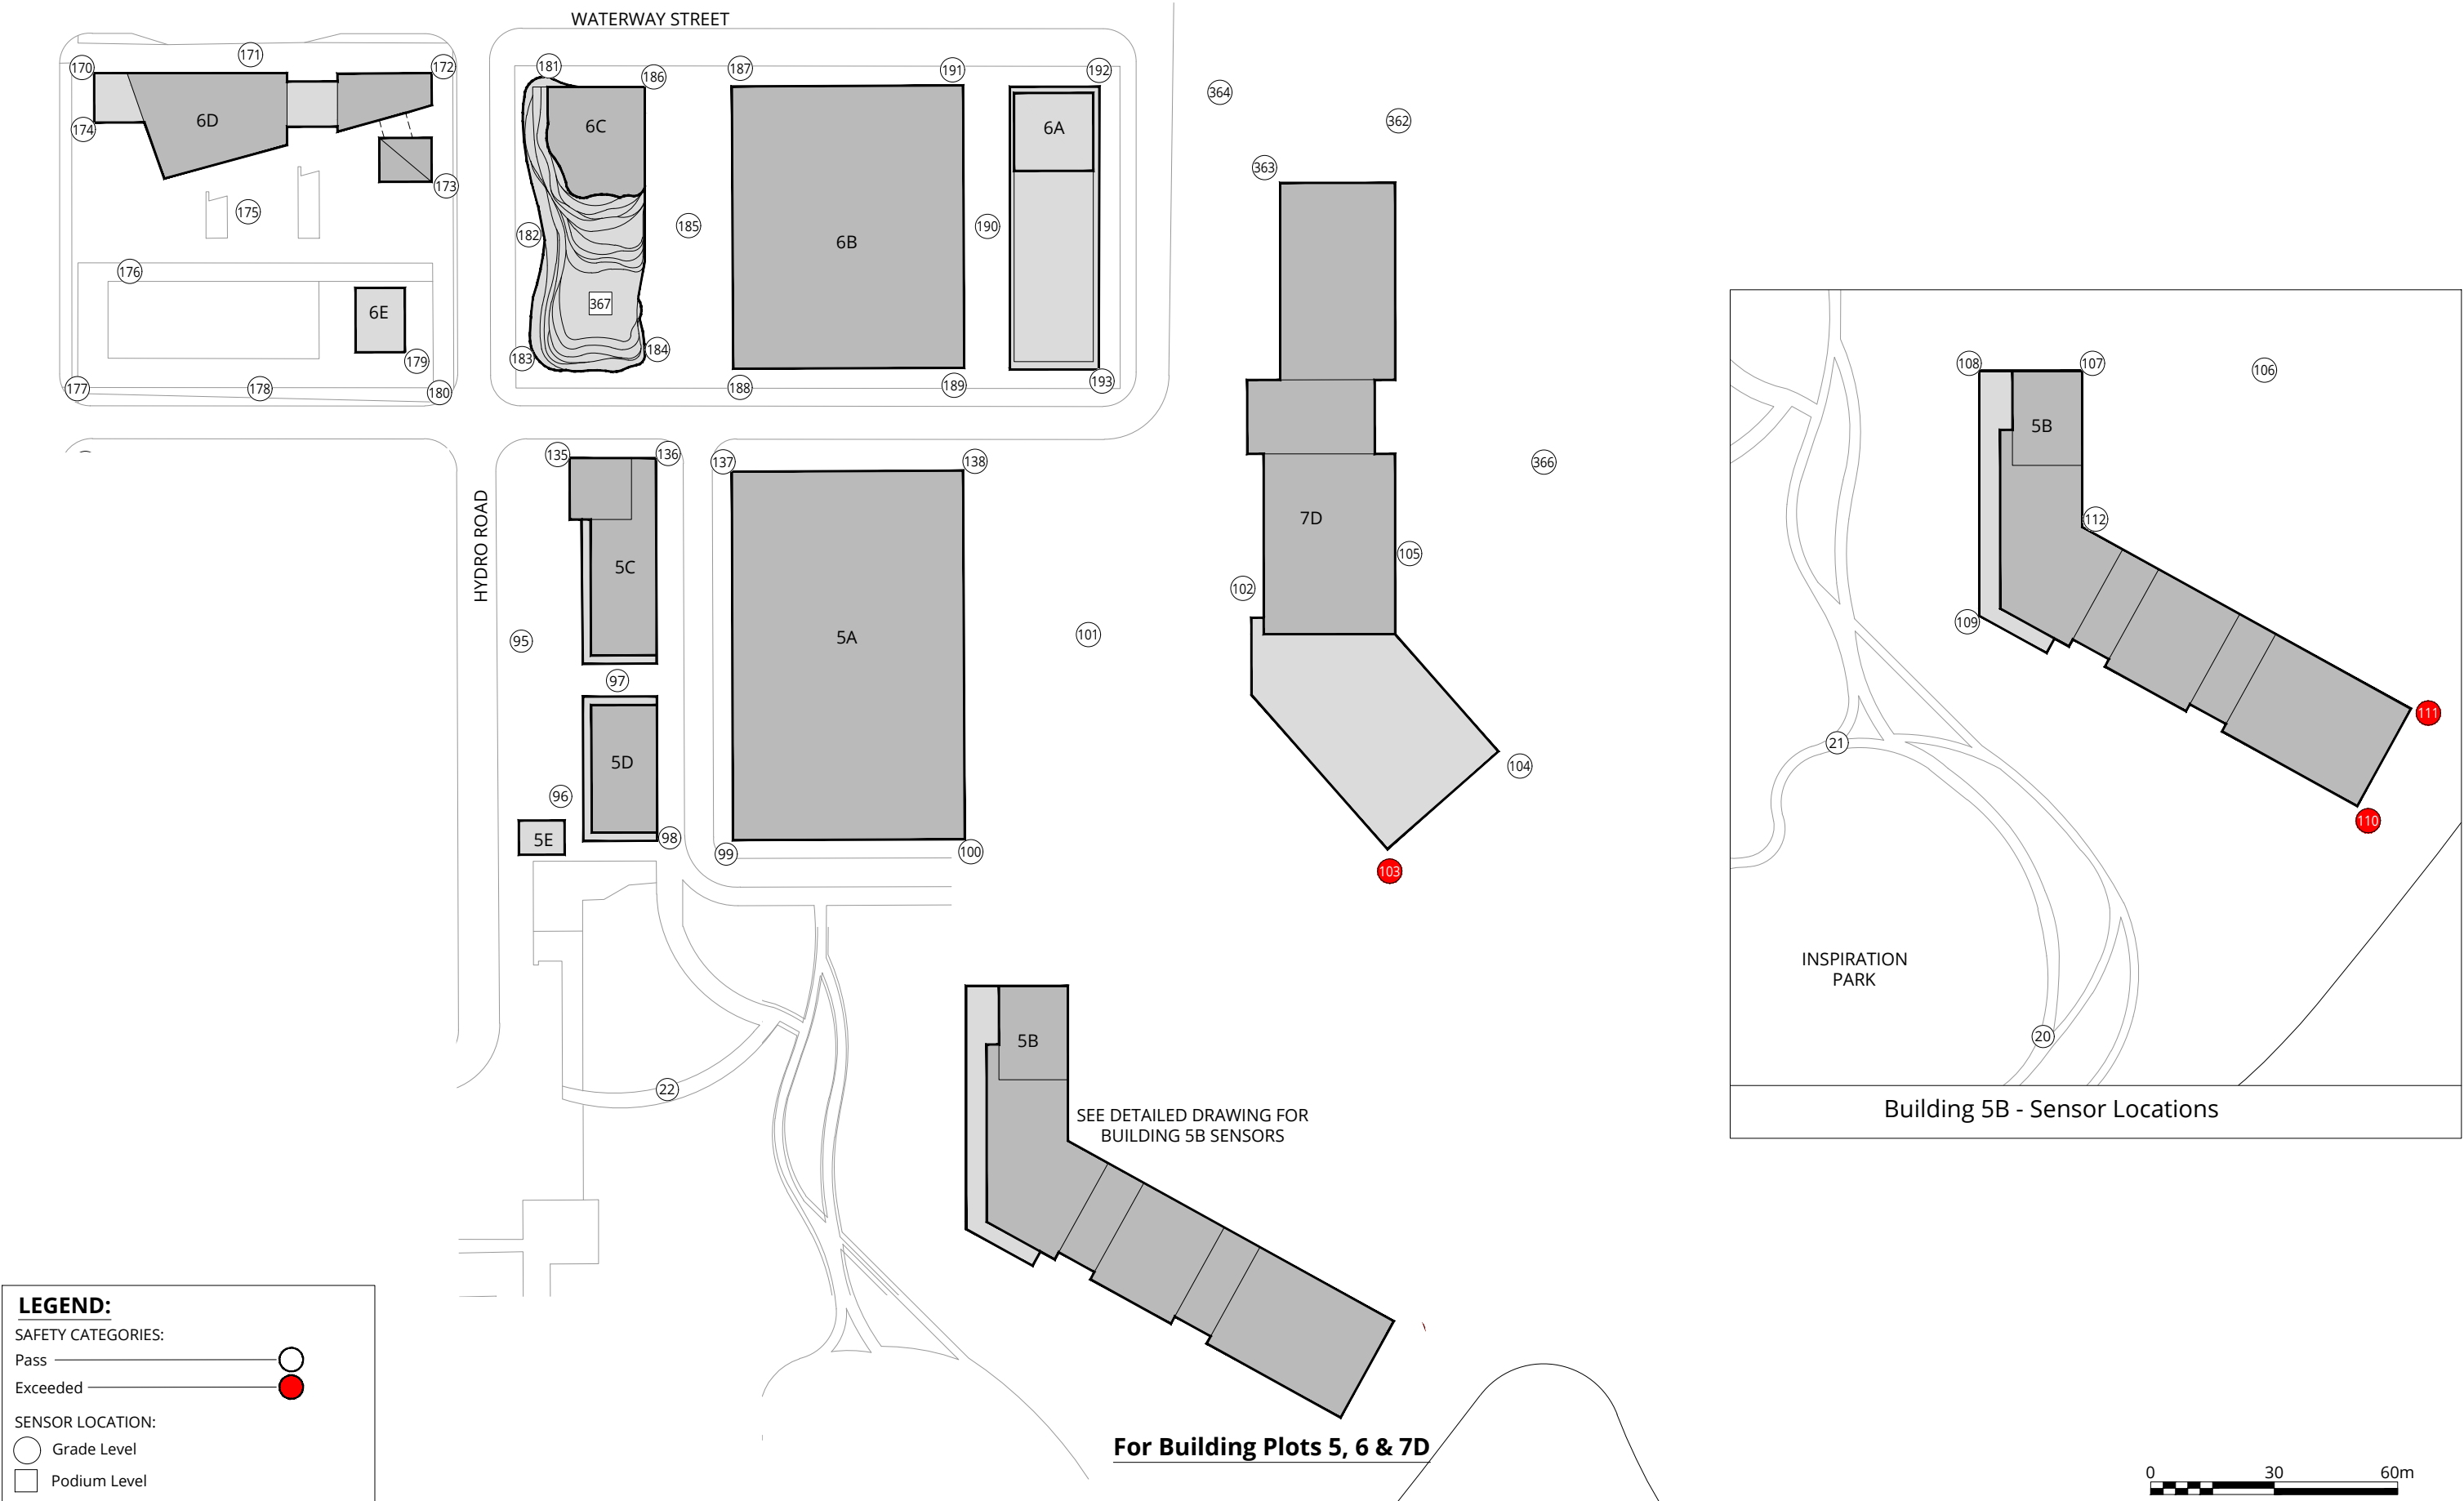 WATERWAY STREET
170
171
172
6D
174
173
175
176
6E
179
177
178
180
181
186
6C
182
185
367
183
184
187
191
6B
188
189
190
192
6A
193
364
362
363
366
7D
102
105
101
104
103
HYDRO ROAD
135
136
5C
95
97
5D
96
98
5E
137
138
5A
99
100
22
5B
SEE DETAILED DRAWING FOR
BUILDING 5B SENSORS
108
107
106
5B
112
109
111
110
21
INSPIRATION
PARK
20
Building 5B - Sensor Locations
LEGEND:
SAFETY CATEGORIES:
Pass
Exceeded
SENSOR LOCATION:
Grade Level
Podium Level
For Building Plots 5, 6 & 7D
0 30 60m